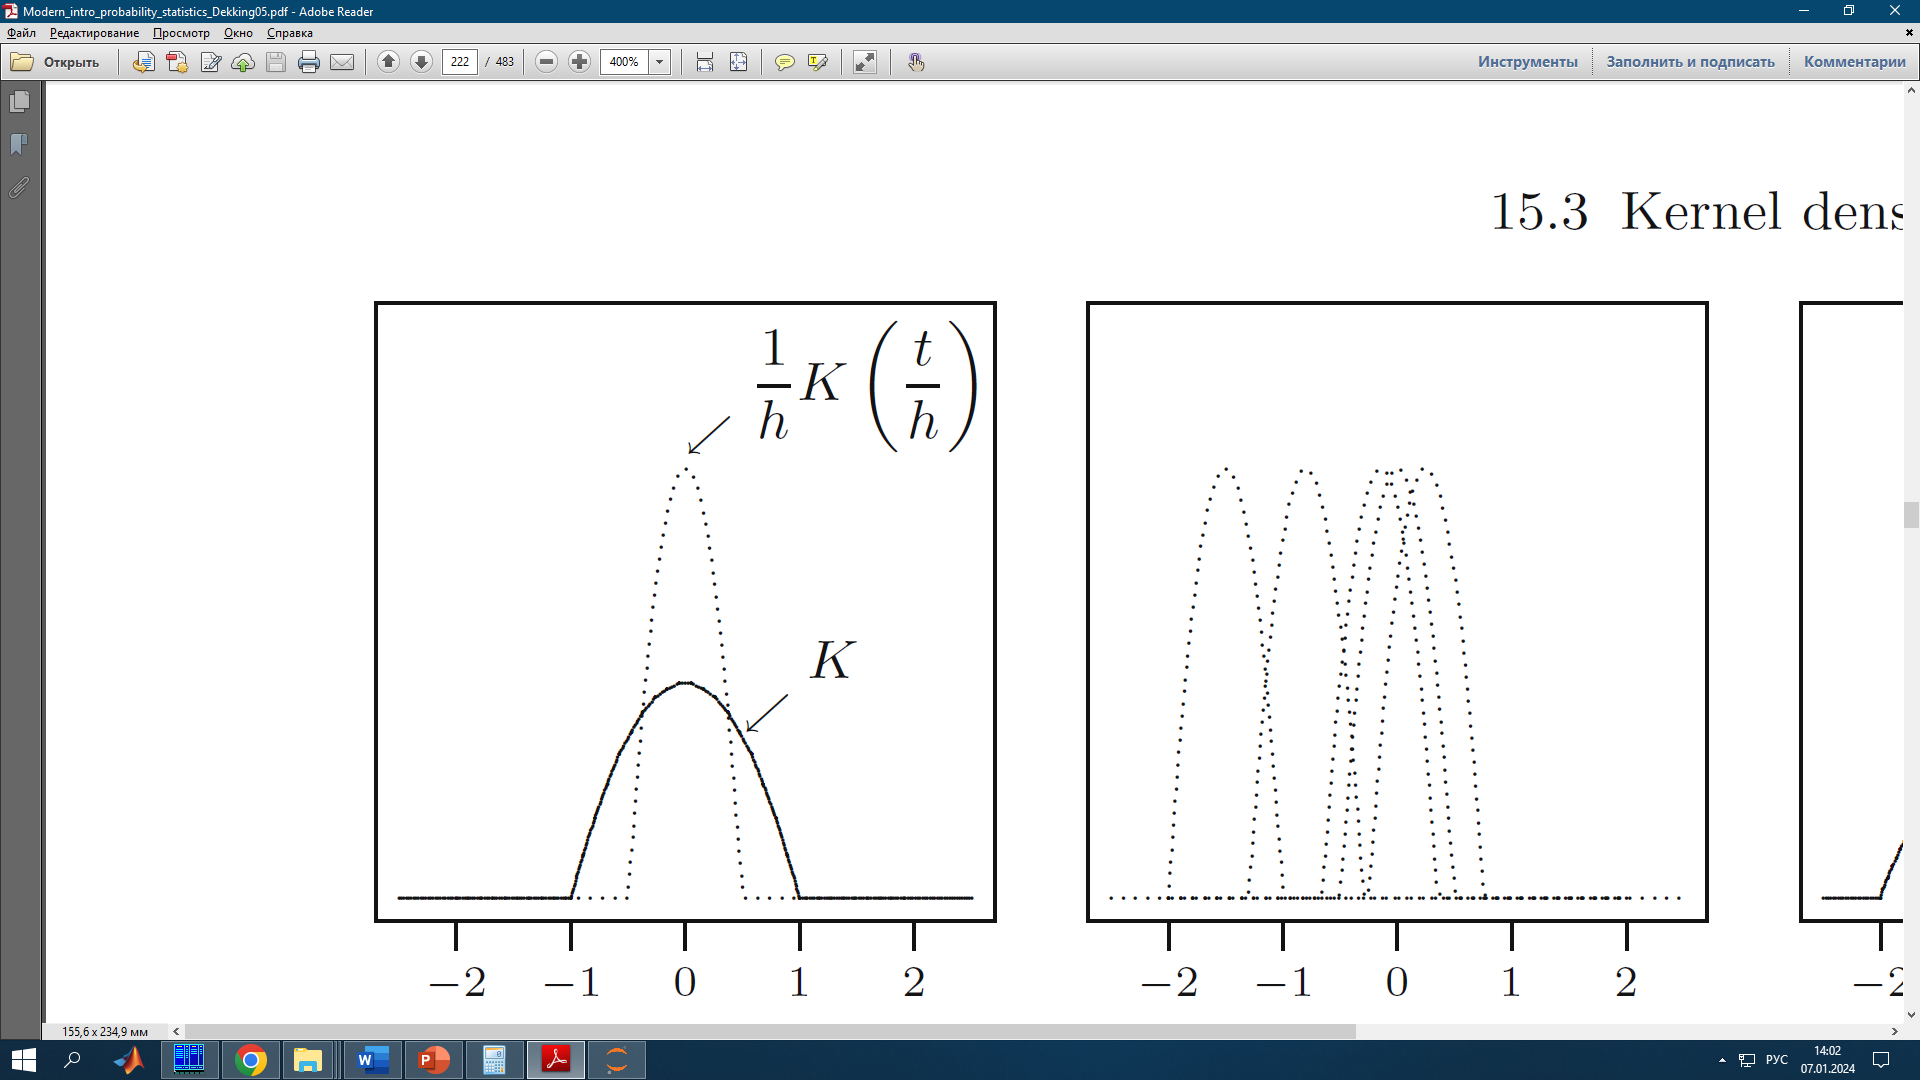 Modern_intro_probability_statistics_Dekking05.pdf - Adobe Reader
Файл Редактирование Просмотр Окно Справка
Открыть 222 / 483 400% Инструменты Заполнить и подписать Комментарии
15.3 Kernel dens
1/h K (t/h)
K
−2 −1 0 1 2
−2 −1 0 1 2
−2
155,6 x 234,9 мм
РУС
14:02
07.01.2024